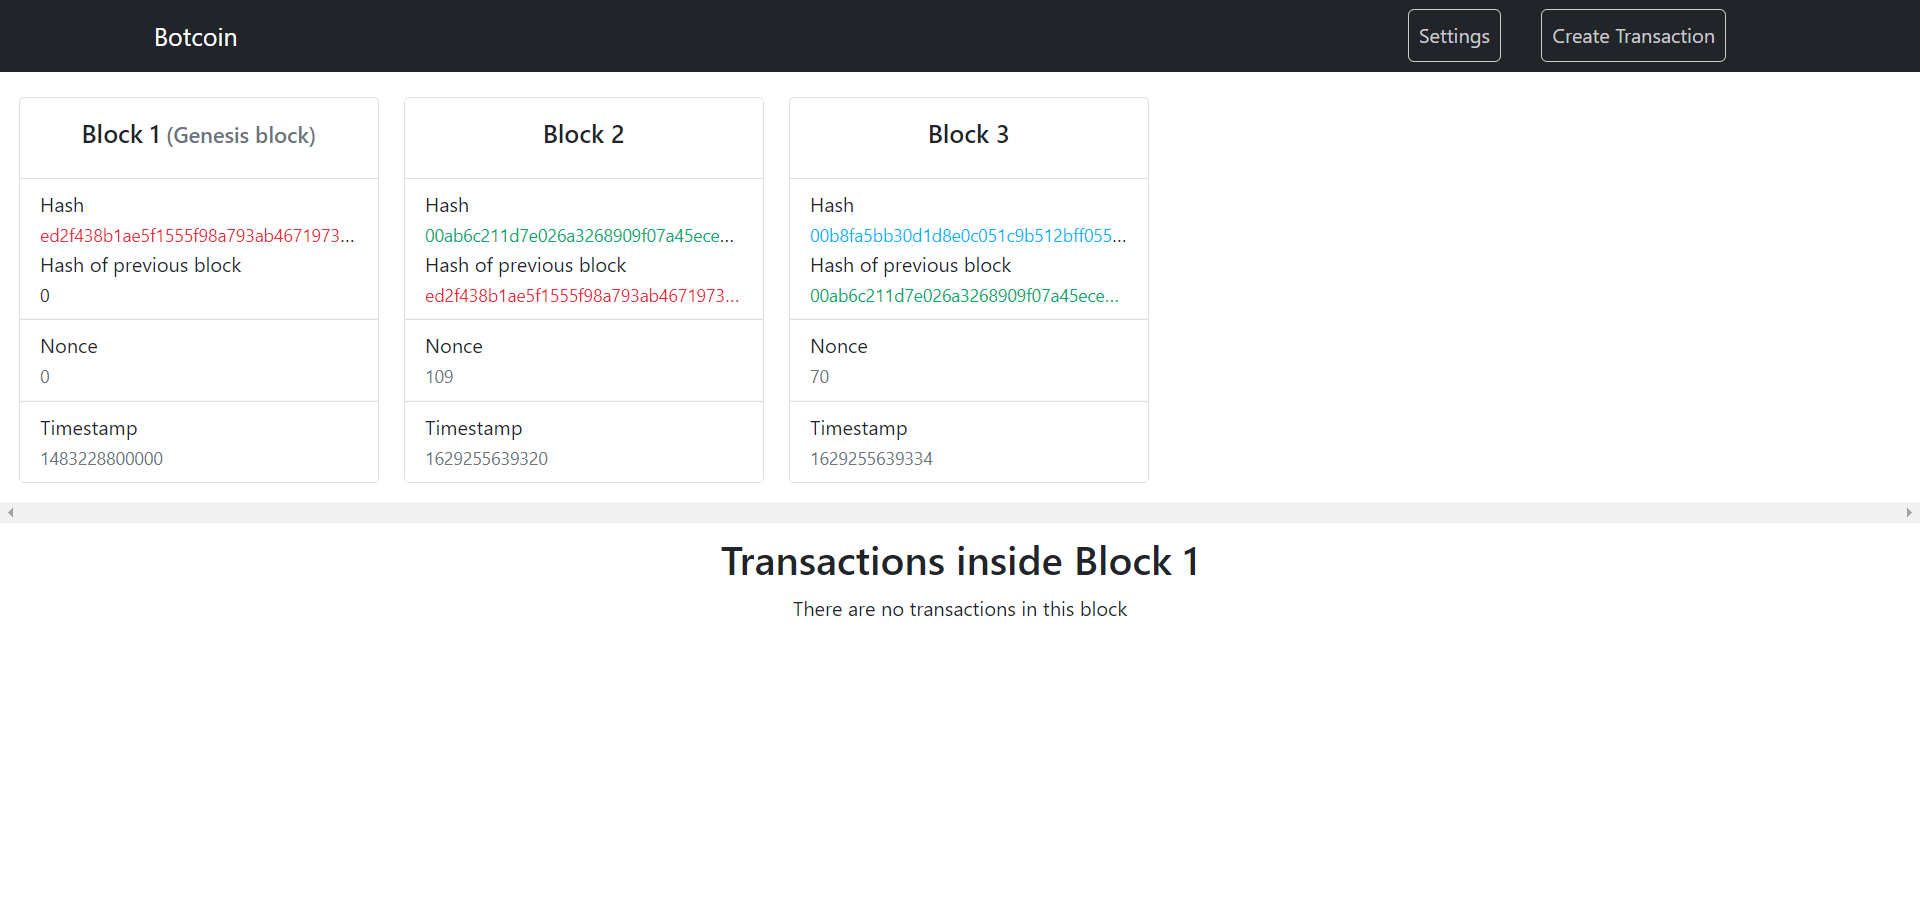 Botcoin
Settings
Create Transaction
Block 1 (Genesis block)
Hash
ed2f438b1ae5f1555f98a793ab4671973...
Hash of previous block
0
Nonce
0
Timestamp
1483228800000
Block 2
Hash
00ab6c211d7e026a3268909f07a45ece...
Hash of previous block
ed2f438b1ae5f1555f98a793ab4671973...
Nonce
109
Timestamp
1629255639320
Block 3
Hash
00b8fa5bb30d1d8e0c051c9b512bff055...
Hash of previous block
00ab6c211d7e026a3268909f07a45ece...
Nonce
70
Timestamp
1629255639334
Transactions inside Block 1
There are no transactions in this block